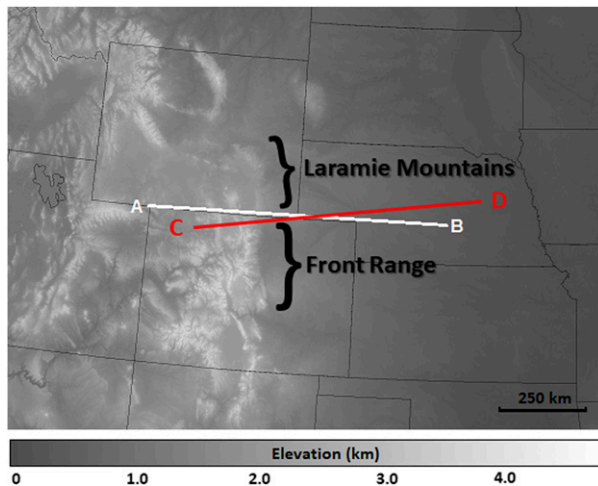 Laramie Mountains
A
D
C
B
Front Range
250 km
Elevation (km)
0 1.0 2.0 3.0 4.0